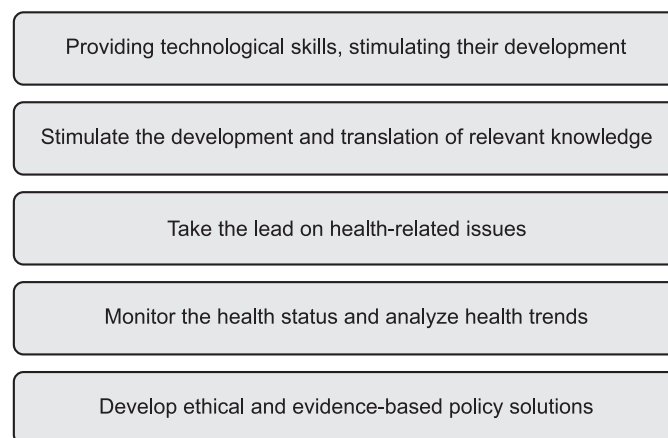 Providing technological skills, stimulating their development
Stimulate the development and translation of relevant knowledge
Take the lead on health-related issues
Monitor the health status and analyze health trends
Develop ethical and evidence-based policy solutions